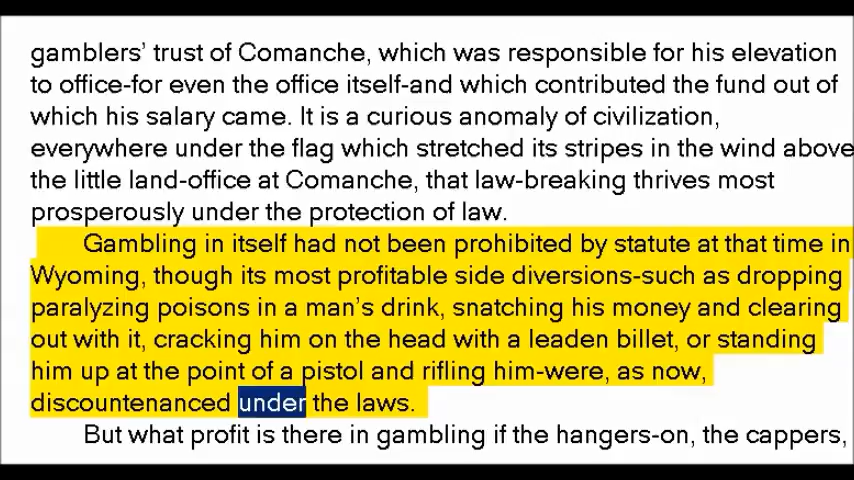 gamblers’ trust of Comanche, which was responsible for his elevation
to office-for even the office itself-and which contributed the fund out of
which his salary came. It is a curious anomaly of civilization,
everywhere under the flag which stretched its stripes in the wind above
the little land-office at Comanche, that law-breaking thrives most
prosperously under the protection of law.
Gambling in itself had not been prohibited by statute at that time in
Wyoming, though its most profitable side diversions-such as dropping
paralyzing poisons in a man’s drink, snatching his money and clearing
out with it, cracking him on the head with a leaden billet, or standing
him up at the point of a pistol and rifling him-were, as now,
discountenanced under the laws.
But what profit is there in gambling if the hangers-on, the cappers,